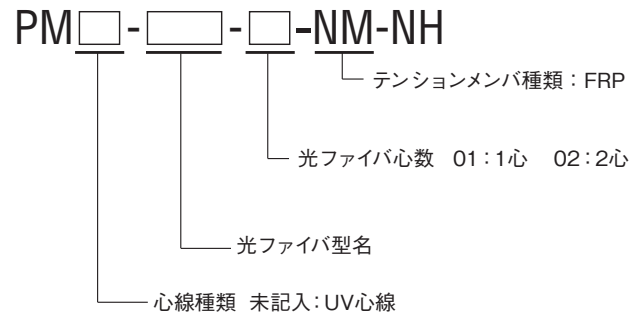 PM□-□-□-NM-NH
テンションメンバ種類：FRP
光ファイバ心数 01：1心 02：2心
光ファイバ型名
心線種類 未記入：UV心線